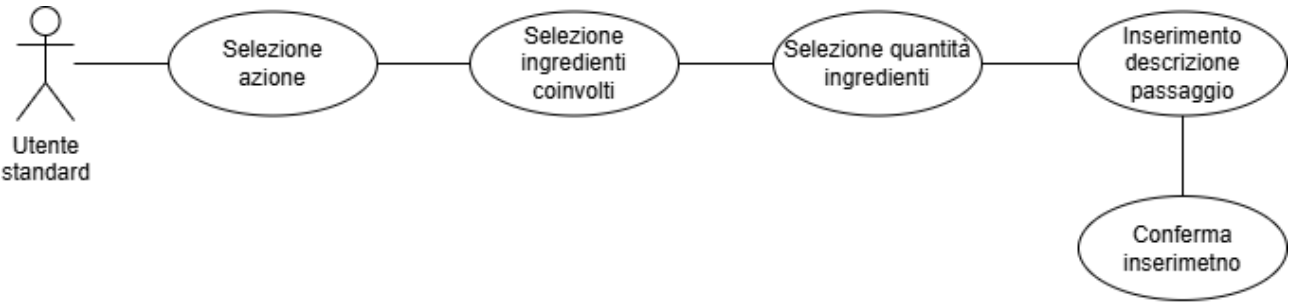 Utente
standard
Selezione
azione
Selezione
ingredienti
coinvolti
Selezione quantità
ingredienti
Inserimento
descrizione
passaggio
Conferma
inserimetno